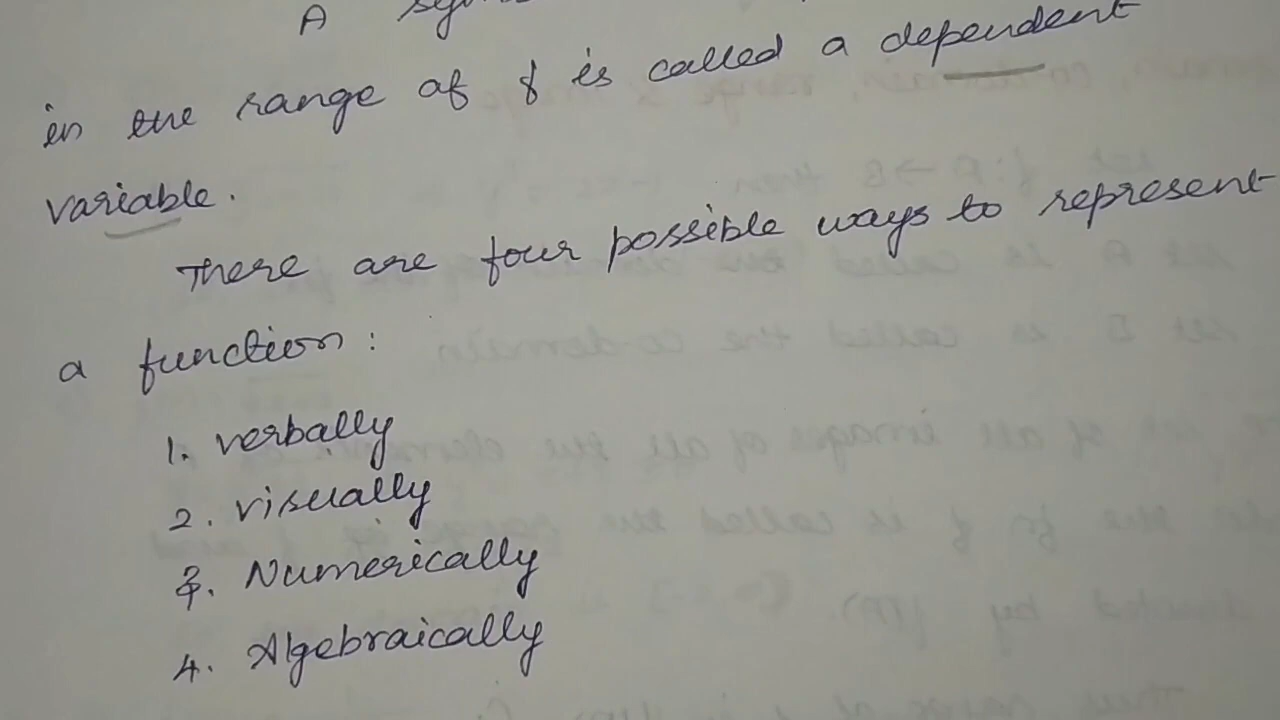 A
in the range of f is called a dependent
variable.
There are four possible ways to represent
a function:
1. verbally
2. visually
3. Numerically
4. Algebraically